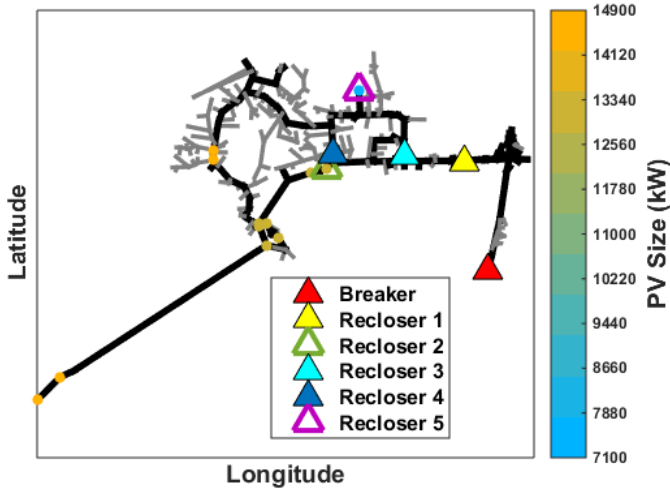 Latitude
Longitude
Breaker
Recloser 1
Recloser 2
Recloser 3
Recloser 4
Recloser 5
14900
14120
13340
12560
11780
11000
10220
9440
8660
7880
7100
PV Size (kW)